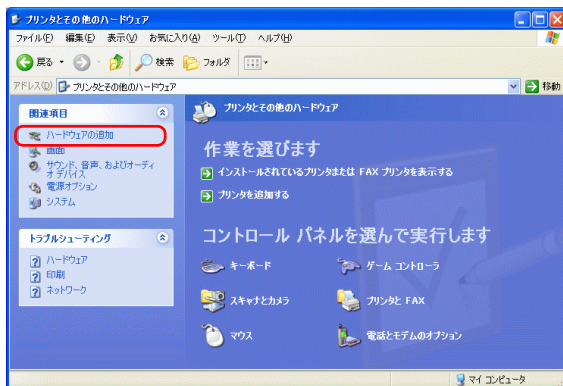 プリンタとその他のハードウェア
ファイル(F) 編集(E) 表示(V) お気に入り(A) ツール(T) ヘルプ(H)
戻る 検索 フォルダ
アドレス(D) プリンタとその他のハードウェア 移動
関連項目
ハードウェアの追加
画面
サウンド、音声、およびオーディ
オ デバイス
電源オプション
システム
トラブルシューティング
ハードウェア
印刷
ネットワーク
プリンタとその他のハードウェア
作業を選びます
インストールされているプリンタまたは FAX プリンタを表示する
プリンタを追加する
コントロール パネルを選んで実行します
キーボード ゲーム コントローラ
スキャナとカメラ プリンタと FAX
マウス 電話とモデムのオプション
マイ コンピュータ